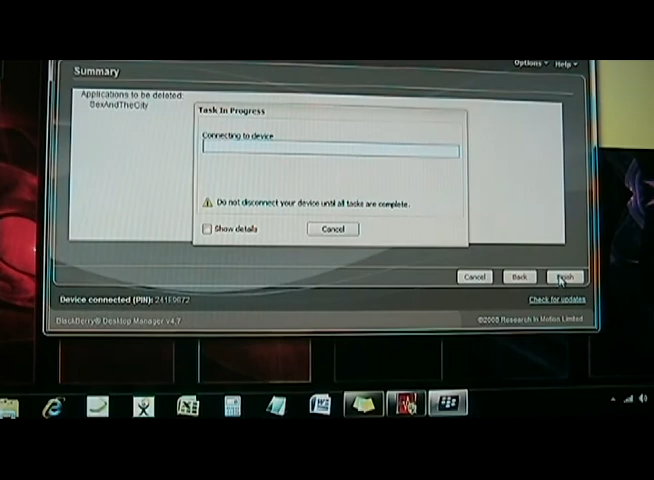 Options Help
Summary
Applications to be deleted:
SexAndTheCity
Task In Progress
Connecting to device
Do not disconnect your device until all tasks are complete.
Show details
Cancel
Cancel Back Finish
Device connected (PIN):
Check for updates
BlackBerry® Desktop Manager v4.7
©2008 Research In Motion Limited